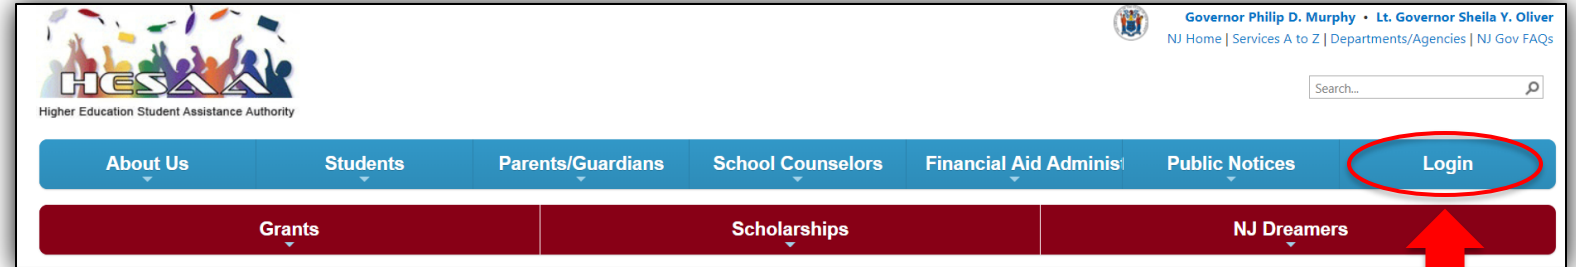 HESAA
Higher Education Student Assistance Authority
Governor Philip D. Murphy • Lt. Governor Sheila Y. Oliver
NJ Home | Services A to Z | Departments/Agencies | NJ Gov FAQs
Search...
About Us Students Parents/Guardians School Counselors Financial Aid Administ Public Notices Login
Grants Scholarships NJ Dreamers